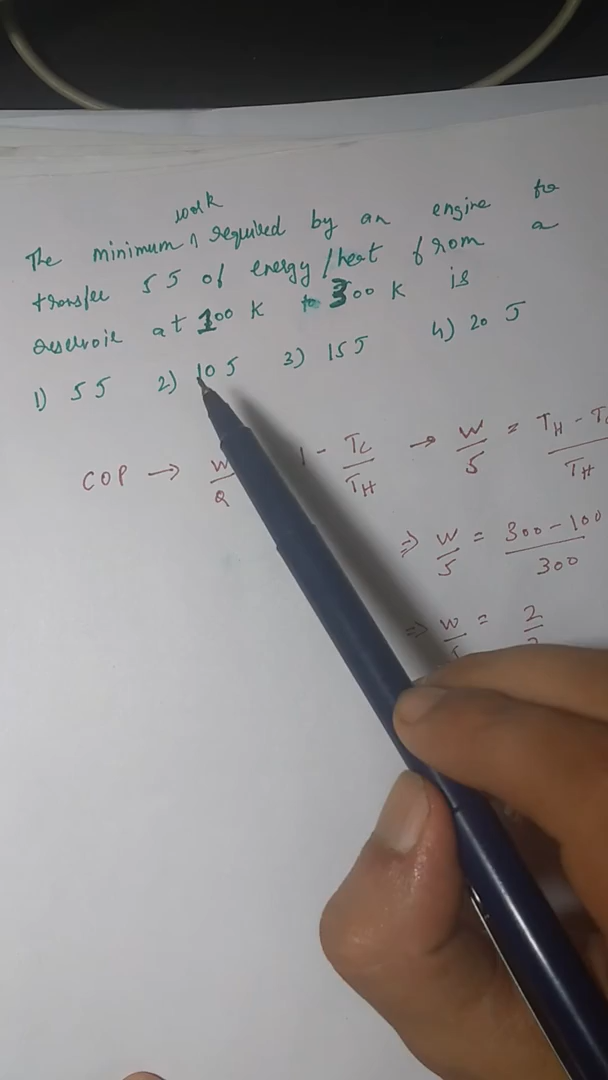 work
The minimum ^ required by an engine to
transfer 5 J of energy/heat from a
reservoir at 100 K to 300 K is
1) 5 J 2) 10 J 3) 15 J 4) 20 J
COP → W/Q 1 - TC/TH → W/5 = TH - TC/TH
⇒ W/5 = 300 - 100/300
⇒ W/5 = 2